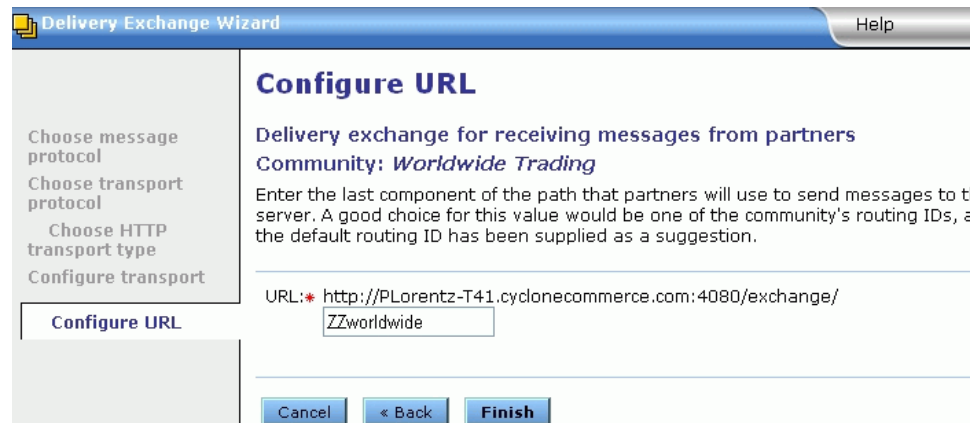 Delivery Exchange Wizard
Help
Choose message
protocol
Choose transport
protocol
Choose HTTP
transport type
Configure transport
Configure URL
Configure URL
Delivery exchange for receiving messages from partners
Community: Worldwide Trading
Enter the last component of the path that partners will use to send messages to
server. A good choice for this value would be one of the community's routing IDs,
the default routing ID has been supplied as a suggestion.
URL:* http://PLorentz-T41.cyclonecommerce.com:4080/exchange/
ZZworldwide
Cancel
« Back
Finish